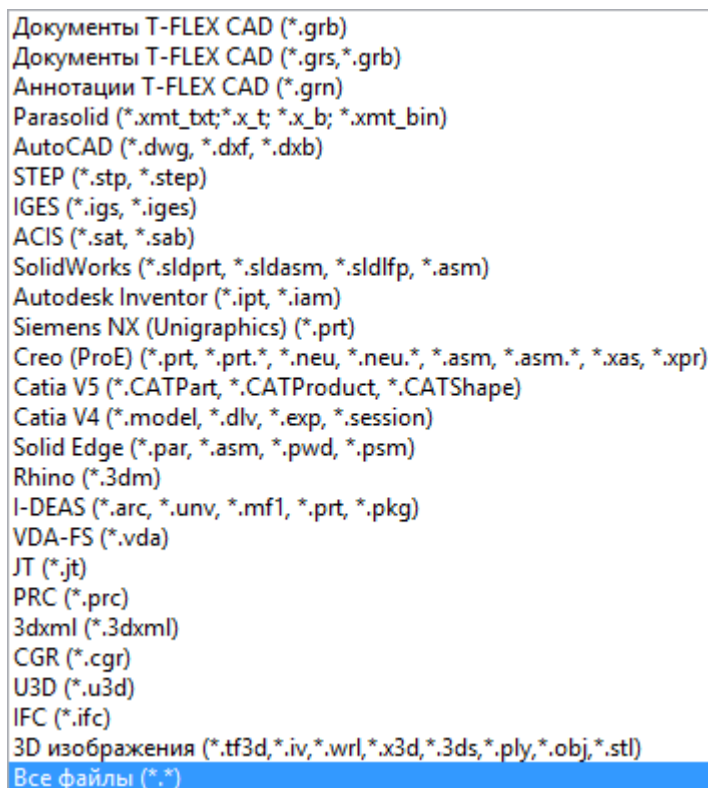 Документы T-FLEX CAD (*.grb)
Документы T-FLEX CAD (*.grs,*.grb)
Аннотации T-FLEX CAD (*.grn)
Parasolid (*.xmt_txt;*.x_t; *.x_b; *.xmt_bin)
AutoCAD (*.dwg, *.dxf, *.dxb)
STEP (*.stp, *.step)
IGES (*.igs, *.iges)
ACIS (*.sat, *.sab)
SolidWorks (*.sldprt, *.sldasm, *.sldlfp, *.asm)
Autodesk Inventor (*.ipt, *.iam)
Siemens NX (Unigraphics) (*.prt)
Creo (ProE) (*.prt, *.prt.*, *.neu, *.neu.*, *.asm, *.asm.*, *.xas, *.xpr)
Catia V5 (*.CATPart, *.CATProduct, *.CATShape)
Catia V4 (*.model, *.dlv, *.exp, *.session)
Solid Edge (*.par, *.asm, *.pwd, *.psm)
Rhino (*.3dm)
I-DEAS (*.arc, *.unv, *.mf1, *.prt, *.pkg)
VDA-FS (*.vda)
JT (*.jt)
PRC (*.prc)
3dxml (*.3dxml)
CGR (*.cgr)
U3D (*.u3d)
IFC (*.ifc)
3D изображения (*.tf3d,*.iv,*.wrl,*.x3d,*.3ds,*.ply,*.obj,*.stl)
Все файлы (*.*)